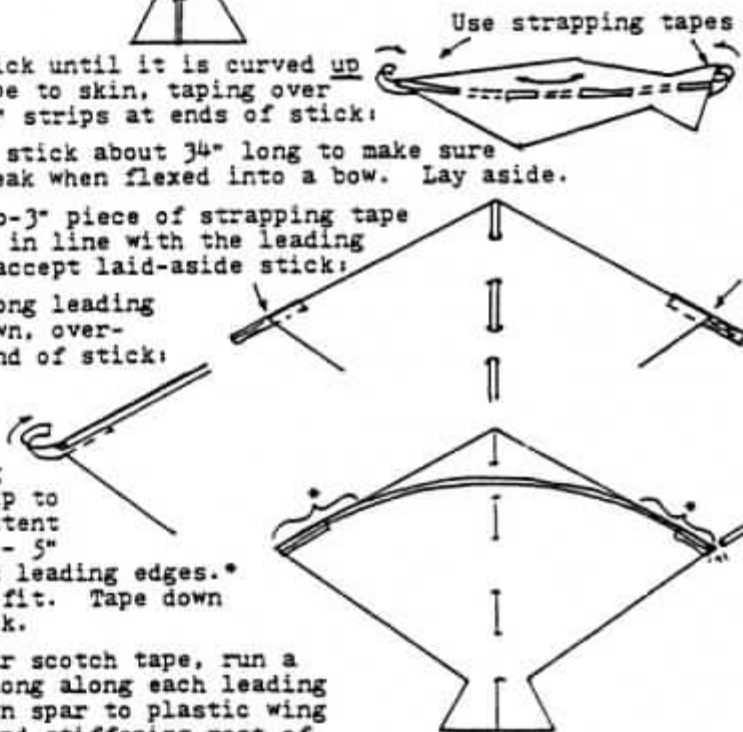 Use strapping tapes
ick until it is curved up
pe to skin, taping over
r strips at ends of stick:
stick about 34" long to make sure
eak when flexed into a bow. Lay aside.
o-3" piece of strapping tape
in line with the leading
accept laid-aside stick:
ong leading
wn, over-
nd of stick:
*
*
p to
tent
- 5"
leading edges.*
fit. Tape down
k.
r scotch tape, run a
ong along each leading
n spar to plastic wing
nd stiffening rest of